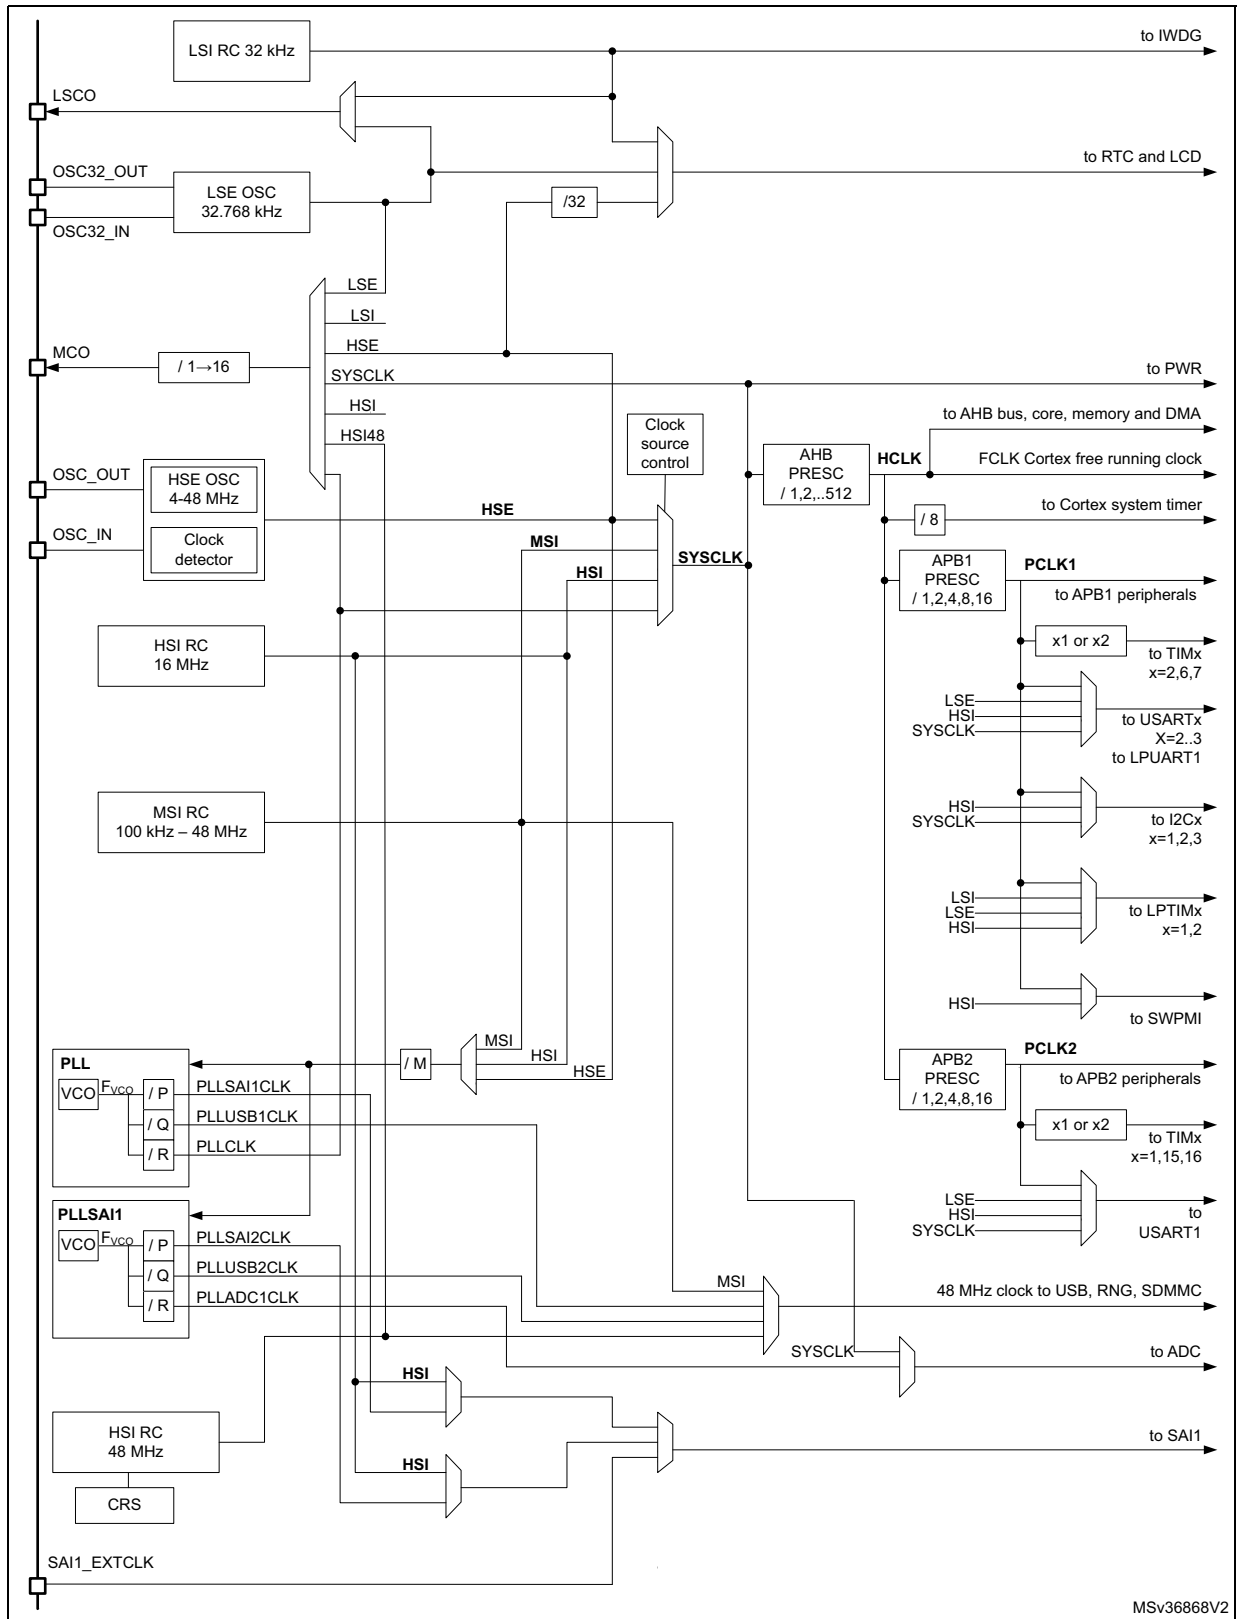 to IWDG
LSI RC 32 kHz
LSCO
to RTC and LCD
OSC32_OUT
LSE OSC
32.768 kHz
/32
OSC32_IN
LSE
LSI
MCO
HSE
/ 1→16
to PWR
SYSCLK
HSI
to AHB bus, core, memory and DMA
HSI48
Clock
source
control
AHB
PRESC
/ 1,2,..512
HCLK
FCLK Cortex free running clock
OSC_OUT
HSE OSC
4-48 MHz
to Cortex system timer
HSE
/ 8
OSC_IN
Clock
detector
MSI
SYSCLK
HSI
APB1
PRESC
/ 1,2,4,8,16
PCLK1
to APB1 peripherals
HSI RC
16 MHz
x1 or x2
to TIMx
x=2,6,7
LSE
HSI
SYSCLK
to USARTx
X=2..3
to LPUART1
MSI RC
100 kHz – 48 MHz
HSI
SYSCLK
to I2Cx
x=1,2,3
LSI
LSE
HSI
to LPTIMx
x=1,2
HSI
to SWPMI
MSI
HSI
HSE
/ M
PLL
VCO
FVCO
/ P
PLLSAI1CLK
/ Q
PLLUSB1CLK
/ R
PLLCLK
APB2
PRESC
/ 1,2,4,8,16
PCLK2
to APB2 peripherals
x1 or x2
to TIMx
x=1,15,16
LSE
HSI
SYSCLK
to
USART1
PLLSAI1
VCO
FVCO
/ P
PLLSAI2CLK
/ Q
PLLUSB2CLK
/ R
PLLADC1CLK
MSI
48 MHz clock to USB, RNG, SDMMC
SYSCLK
to ADC
HSI
HSI RC
48 MHz
to SAI1
HSI
CRS
SAI1_EXTCLK
MSv36868V2